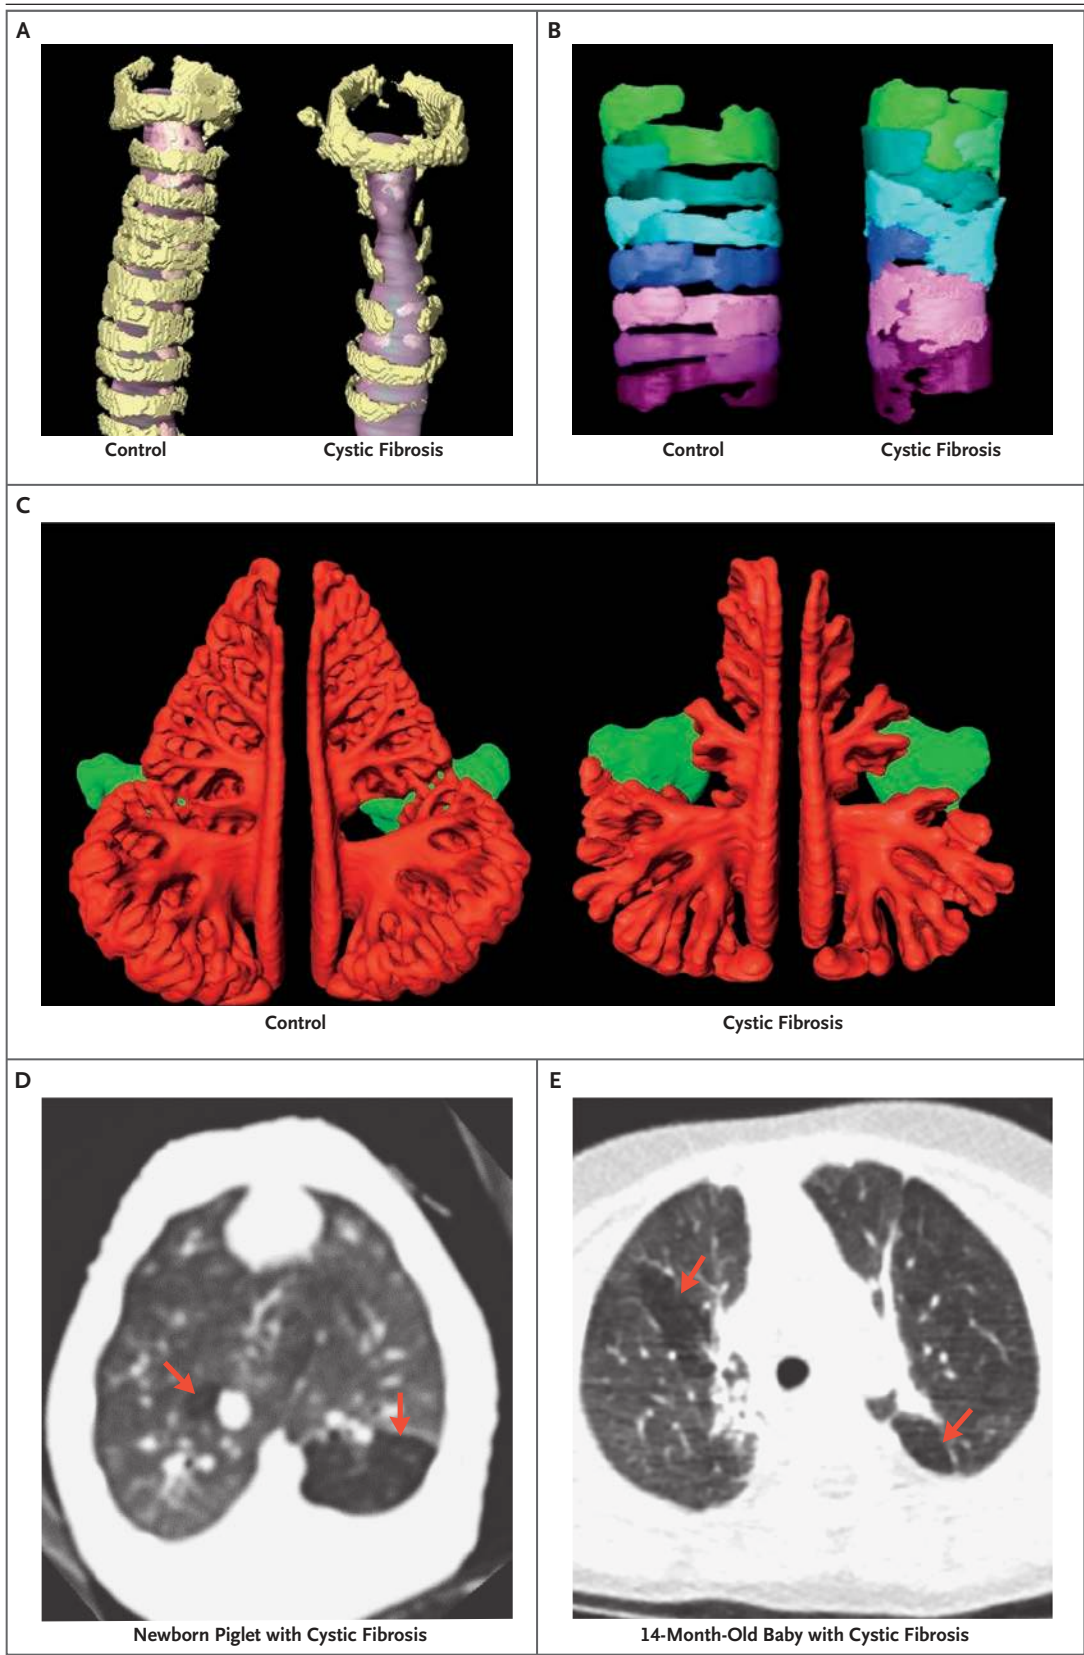 A
B
Control
Cystic Fibrosis
Control
Cystic Fibrosis
C
Control
Cystic Fibrosis
D
E
Newborn Piglet with Cystic Fibrosis
14-Month-Old Baby with Cystic Fibrosis